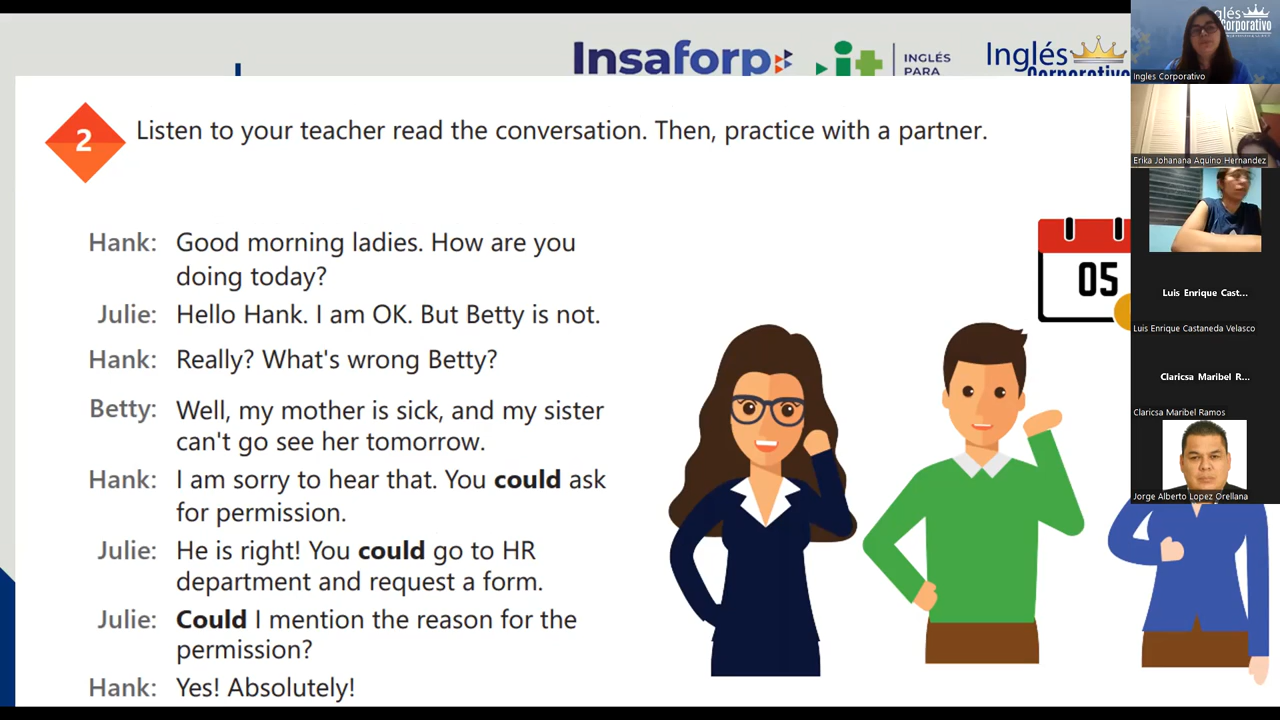 Insaforp
it
INGLÉS
PARA
Inglés
Corporativo
2
Listen to your teacher read the conversation. Then, practice with a partner.
Hank: Good morning ladies. How are you
doing today?
Julie: Hello Hank. I am OK. But Betty is not.
Hank: Really? What's wrong Betty?
Betty: Well, my mother is sick, and my sister
can't go see her tomorrow.
Hank: I am sorry to hear that. You could ask
for permission.
Julie: He is right! You could go to HR
department and request a form.
Julie: Could I mention the reason for the
permission?
Hank: Yes! Absolutely!
05
glés
Corporativo
Ingles Corporativo
Erika Johanana Aquino Hernandez
Luis Enrique Cast...
Luis Enrique Castaneda Velasco
Claricsa Maribel R...
Claricsa Maribel Ramos
Jorge Alberto Lopez Orellana